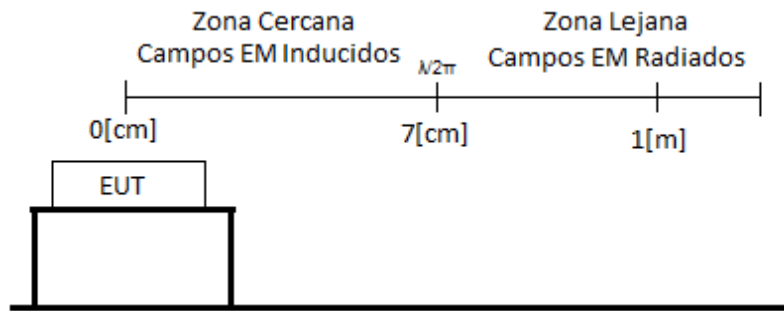 Zona Cercana
Campos EM Inducidos
λ/2π
Zona Lejana
Campos EM Radiados
0[cm]
7[cm]
1[m]
EUT